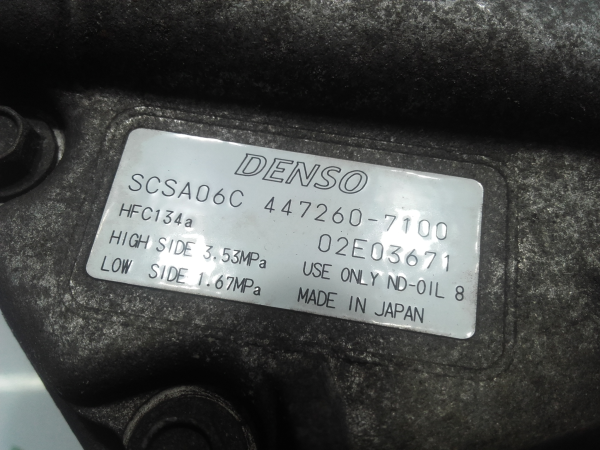 DENSO
SCSA06C 447260-7100
HFC134a 02E03671
HIGH SIDE 3.53MPa USE ONLY ND-OIL 8
LOW SIDE 1.67MPa MADE IN JAPAN